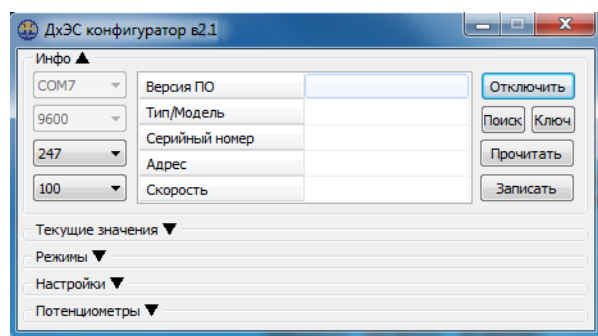 ДхЭС конфигуратор в2.1
Инфо ▲
COM7 Версия ПО Отключить
9600 Тип/Модель Поиск Ключ
Серийный номер
247 Адрес Прочитать
100 Скорость Записать
Текущие значения ▼
Режимы ▼
Настройки ▼
Потенциометры ▼